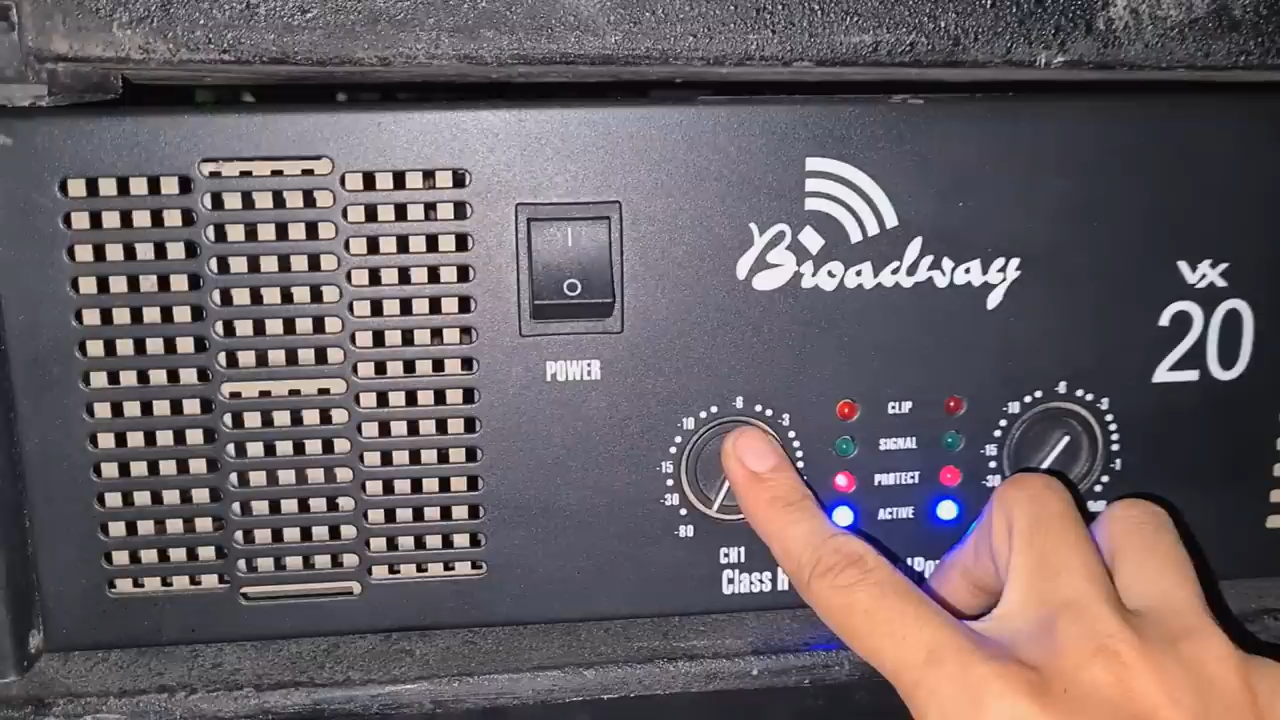 I
O
POWER
Broadway
VX
20
CLIP
SIGNAL
PROTECT
ACTIVE
-80
-30
-15
-10
-6
-3
CH1
Class H
-30
-15
-10
-6
-3
-1